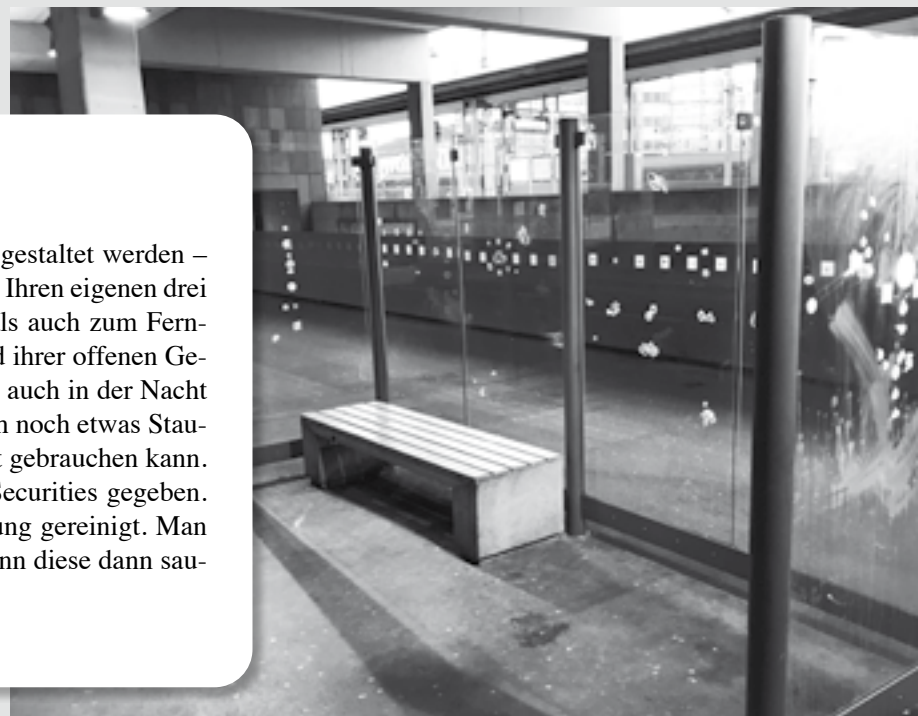 gestaltet werden –
Ihren eigenen drei
ls auch zum Fern-
ihrer offenen Ge-
auch in der Nacht
noch etwas Stau-
gebrauchen kann.
Securities gegeben.
ung gereinigt. Man
nn diese dann sau-